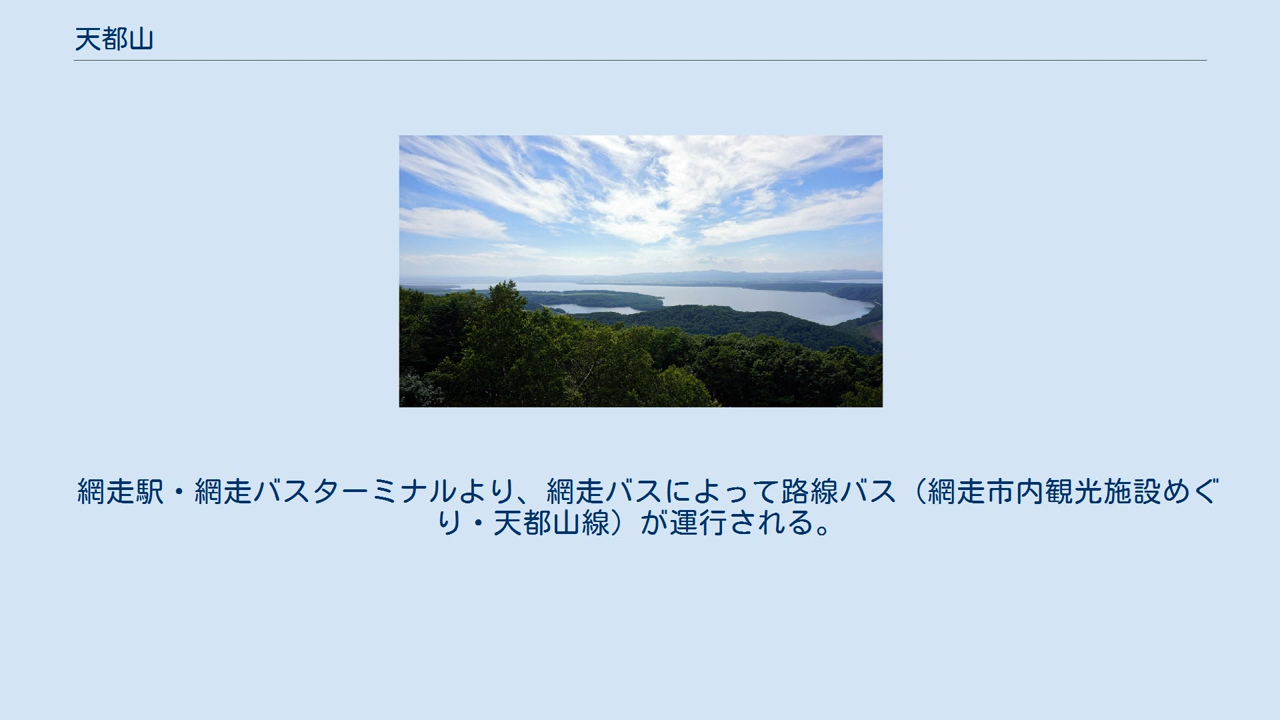 天都山
網走駅・網走バスターミナルより、網走バスによって路線バス（網走市内観光施設めぐ
り・天都山線）が運行される。